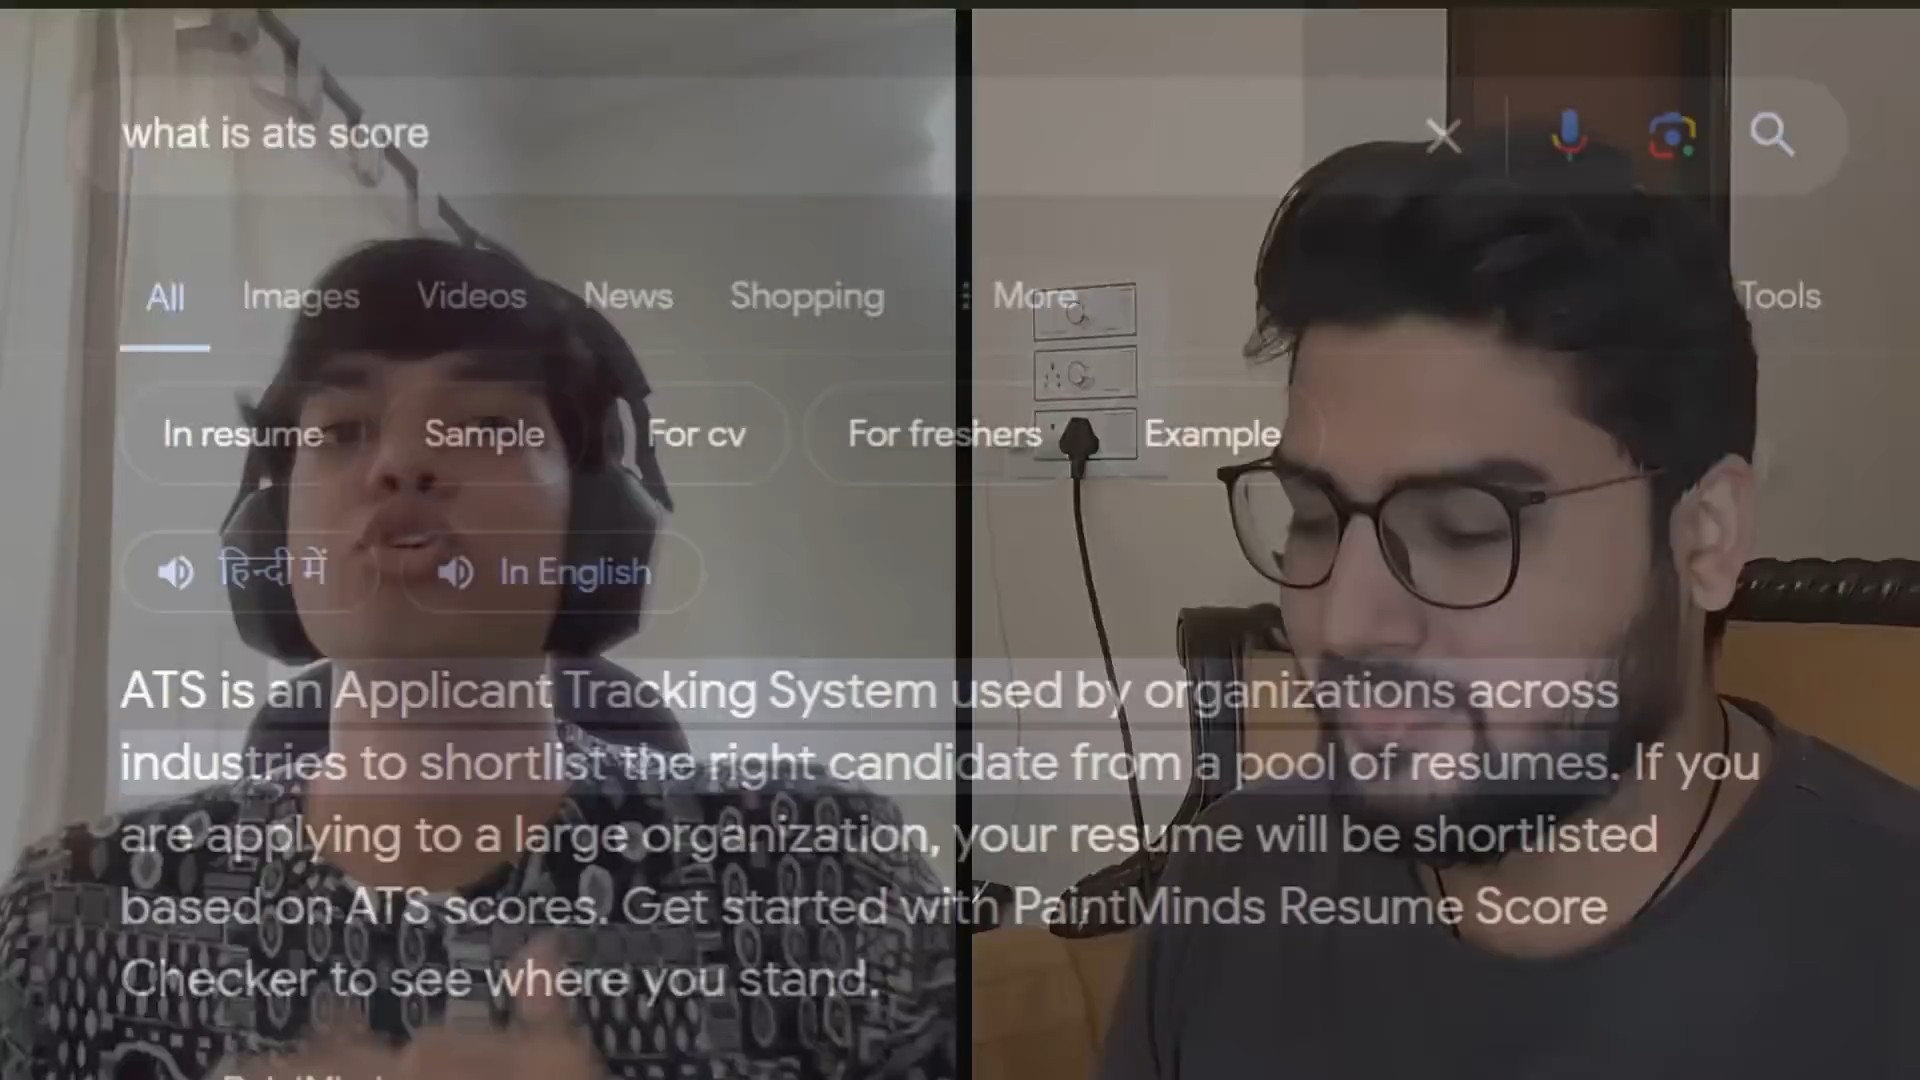 what is ats score
All Images Videos News Shopping More Tools
In resume Sample For cv For freshers Example
हिन्दी में In English
ATS is an Applicant Tracking System used by organizations across
industries to shortlist the right candidate from a pool of resumes. If you
are applying to a large organization, your resume will be shortlisted
based on ATS scores. Get started with PaintMinds Resume Score
Checker to see where you stand.